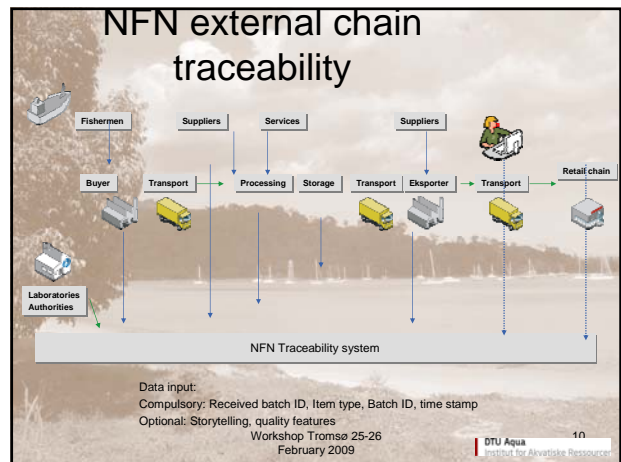 NFN external chain
traceability
Fishermen
Suppliers
Services
Suppliers
Buyer
Transport
Processing
Storage
Transport
Eksporter
Transport
Retail chain
Laboratories
Authorities
NFN Traceability system
Data input:
Compulsory: Received batch ID, Item type, Batch ID, time stamp
Optional: Storytelling, quality features
Workshop Tromsø 25-26
February 2009
10
DTU Aqua
Institut for Akvatiske Ressourcer